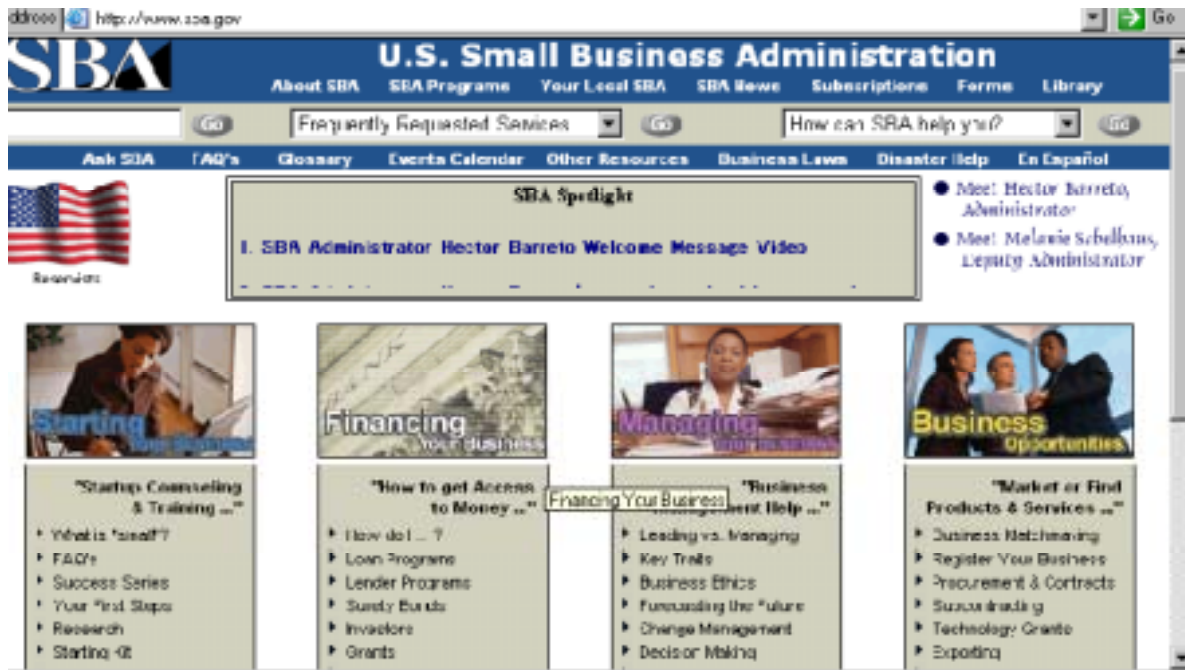 http://www.sba.gov
Go
SBA
U.S. Small Business Administration
About SBA SBA Programs Your Local SBA SBA News Subscriptions Forms Library
Go Frequently Requested Services Go How can SBA help you? Go
Ask SBA FAQ's Glossary Events Calendar Other Resources Business Laws Disaster Help En Español
SBA Spotlight
1. SBA Administrator Hector Barreto Welcome Message Video
Meet Hector Barreto,
Administrator
Meet Melanie Sabelhaus,
Deputy Administrator
Reservists
Starting
Your Business
Financing
Your Business
Managing
Your Business
Business
Opportunities
"Startup Counseling
& Training ..."
What is "small"?
FAQ's
Success Series
Your First Steps
Research
Starting Kit
"How to get Access
to Money ..."
How do I ... ?
Loan Programs
Lender Programs
Surety Bonds
Investors
Grants
Financing Your Business
"Business
Help ..."
Leading vs. Managing
Key Traits
Business Ethics
Forecasting the Future
Change Management
Decision Making
"Market or Find
Products & Services ..."
Business Matchmaking
Register Your Business
Procurement & Contracts
Subcontracting
Technology Grants
Exporting